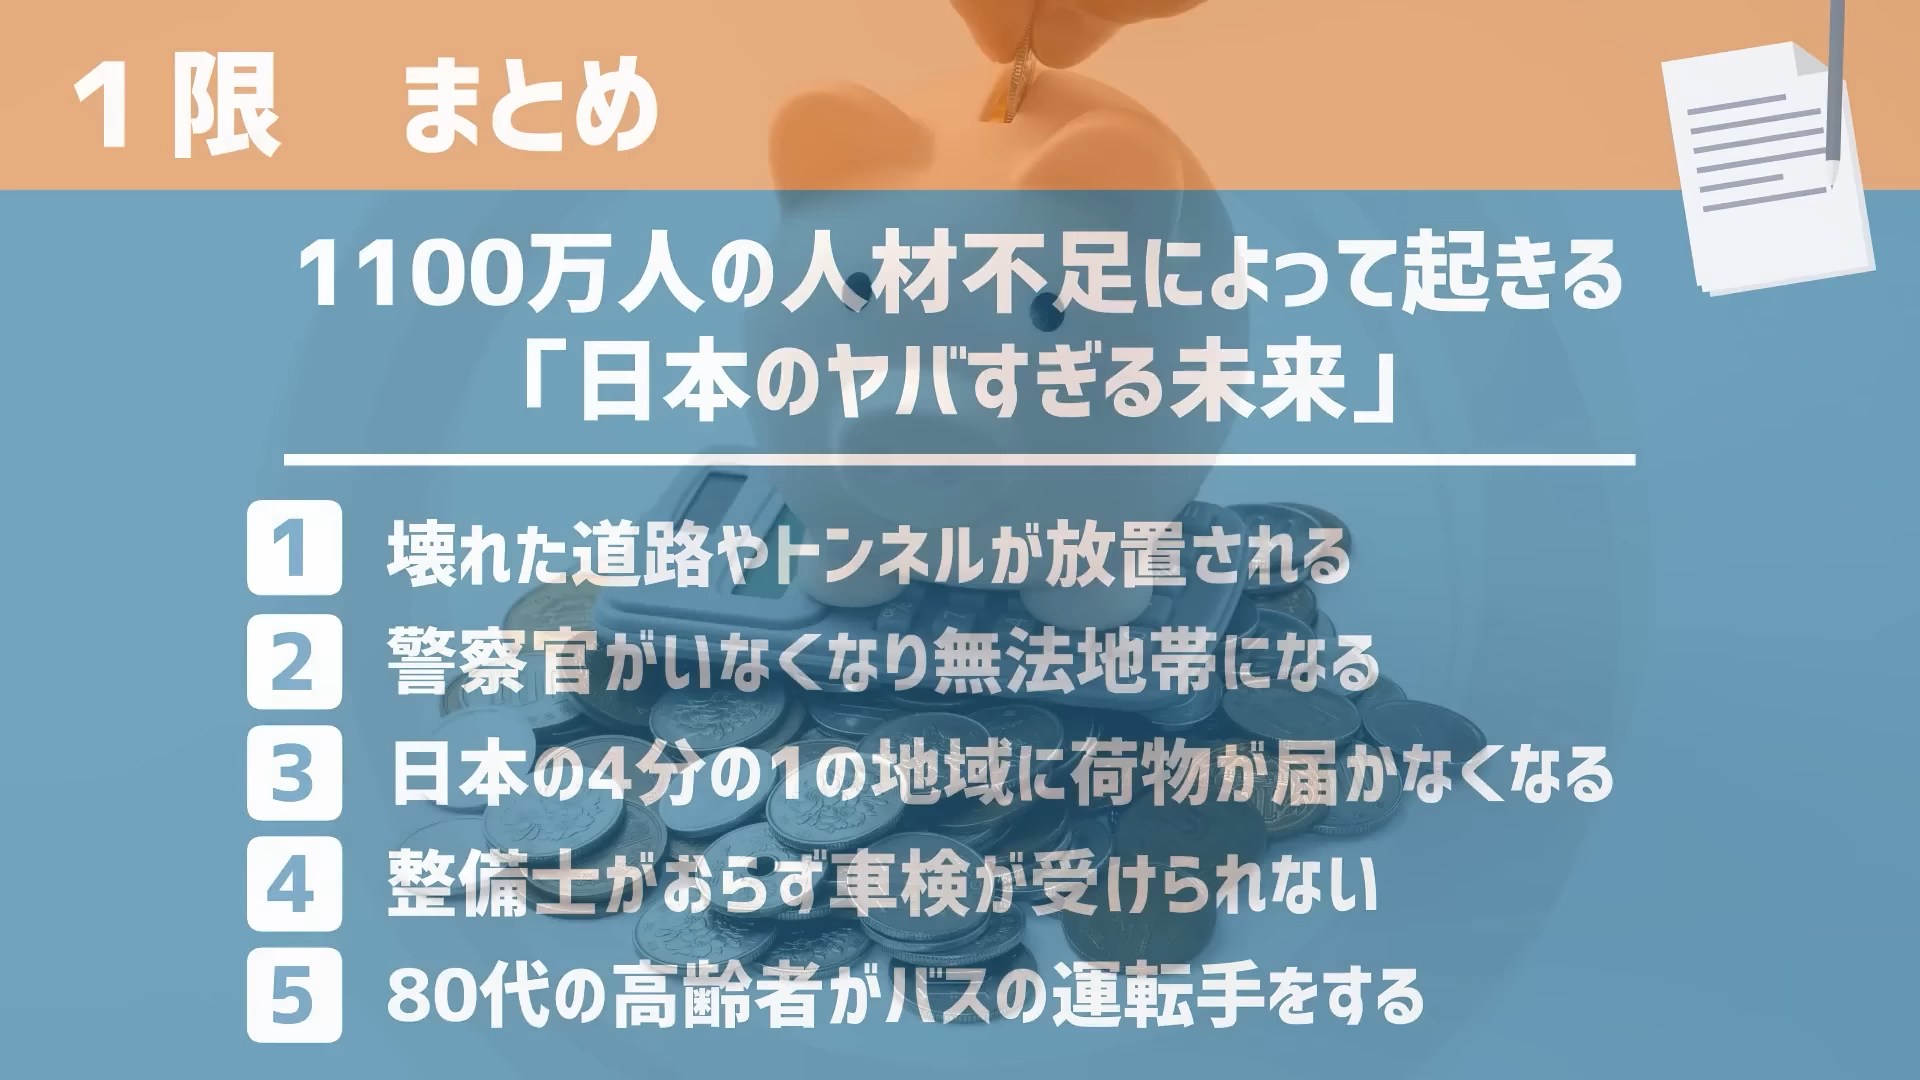 1限 まとめ
1100万人の人材不足によって起きる
「日本のヤバすぎる未来」
1 壊れた道路やトンネルが放置される
2 警察官がいなくなり無法地帯になる
3 日本の4分の1の地域に荷物が届かなくなる
4 整備士がおらず車検が受けられない
5 80代の高齢者がバスの運転手をする